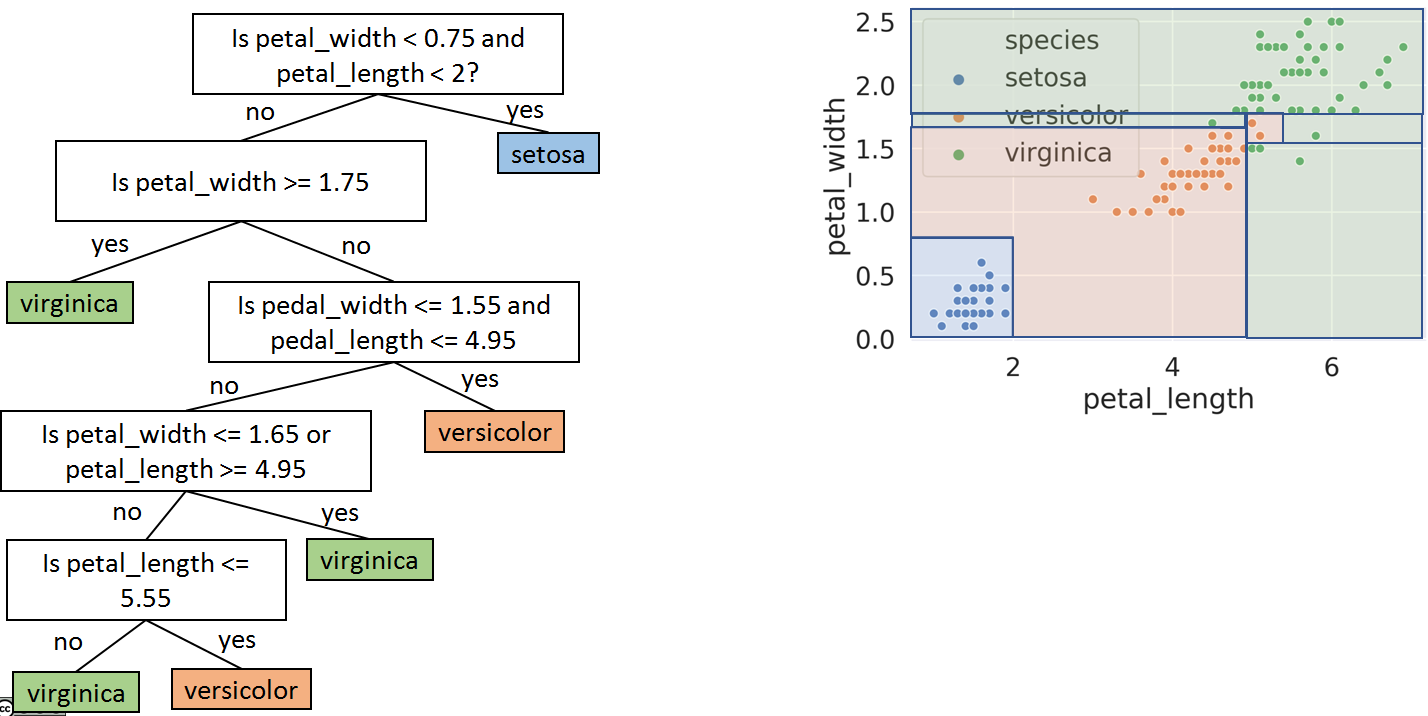 Is petal_width < 0.75 and
petal_length < 2?
no
yes
setosa
Is petal_width >= 1.75
yes
no
virginica
Is pedal_width <= 1.55 and
pedal_length <= 4.95
no
yes
versicolor
Is petal_width <= 1.65 or
petal_length >= 4.95
no
yes
virginica
Is petal_length <=
5.55
no
yes
virginica
versicolor
cc
2.5
2.0
1.5
1.0
0.5
0.0
petal_width
species
setosa
versicolor
virginica
2 4 6
petal_length